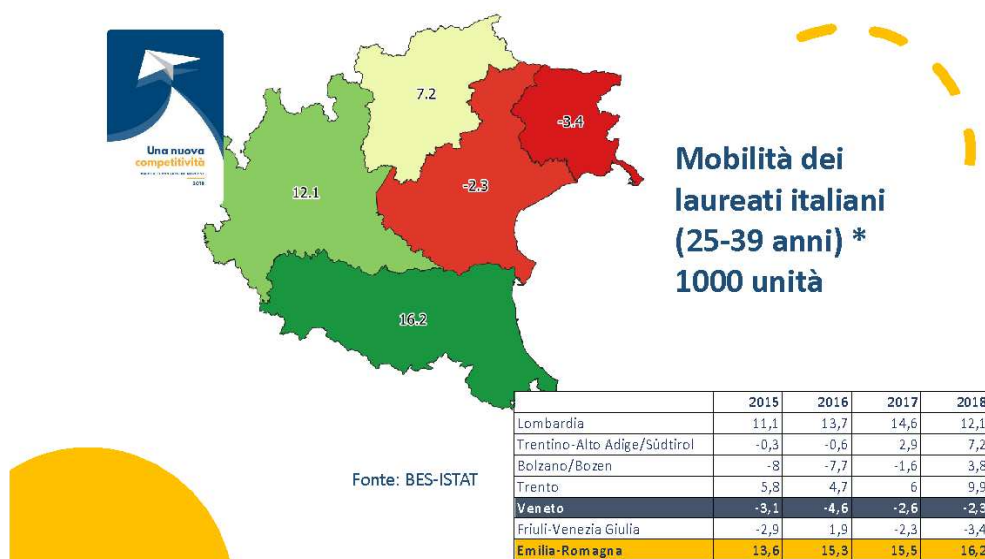 Una nuova
competitività
2018
7.2
-3.4
12.1
-2.3
16.2
Mobilità dei
laureati italiani
(25-39 anni) *
1000 unità
Fonte: BES-ISTAT
2015 2016 2017 2018
Lombardia 11,1 13,7 14,6 12,1
Trentino-Alto Adige/Südtirol -0,3 -0,6 2,9 7,2
Bolzano/Bozen -8 -7,7 -1,6 3,8
Trento 5,8 4,7 6 9,9
Veneto -3,1 -4,6 -2,6 -2,3
Friuli-Venezia Giulia -2,9 1,9 -2,3 -3,4
Emilia-Romagna 13,6 15,3 15,5 16,2